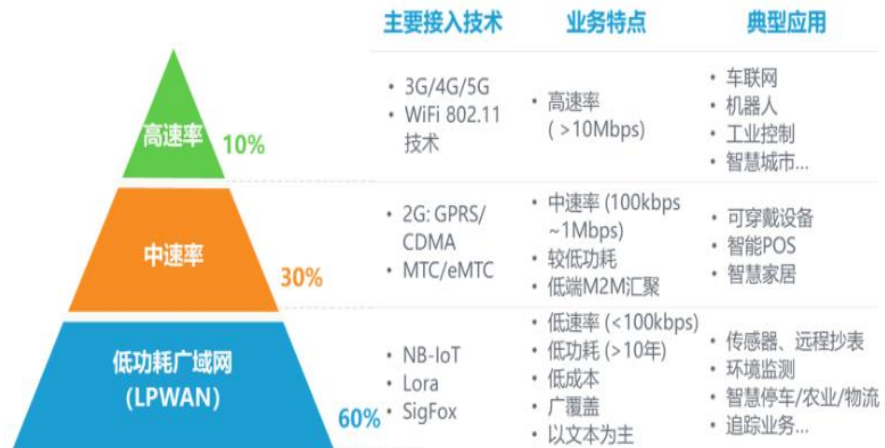 主要接入技术 业务特点 典型应用
高速率 10%
• 3G/4G/5G
• WiFi 802.11
技术
• 高速率
( >10Mbps)
• 车联网
• 机器人
• 工业控制
• 智慧城市...
中速率
30%
• 2G: GPRS/
CDMA
• MTC/eMTC
• 中速率 (100kbps
~1Mbps)
• 较低功耗
• 低端M2M汇聚
• 可穿戴设备
• 智能POS
• 智慧家居
低功耗广域网
(LPWAN)
60%
• NB-IoT
• Lora
• SigFox
• 低速率 (<100kbps)
• 低功耗 (>10年)
• 低成本
• 广覆盖
• 以文本为主
• 传感器、远程抄表
• 环境监测
• 智慧停车/农业/物流
• 追踪业务...